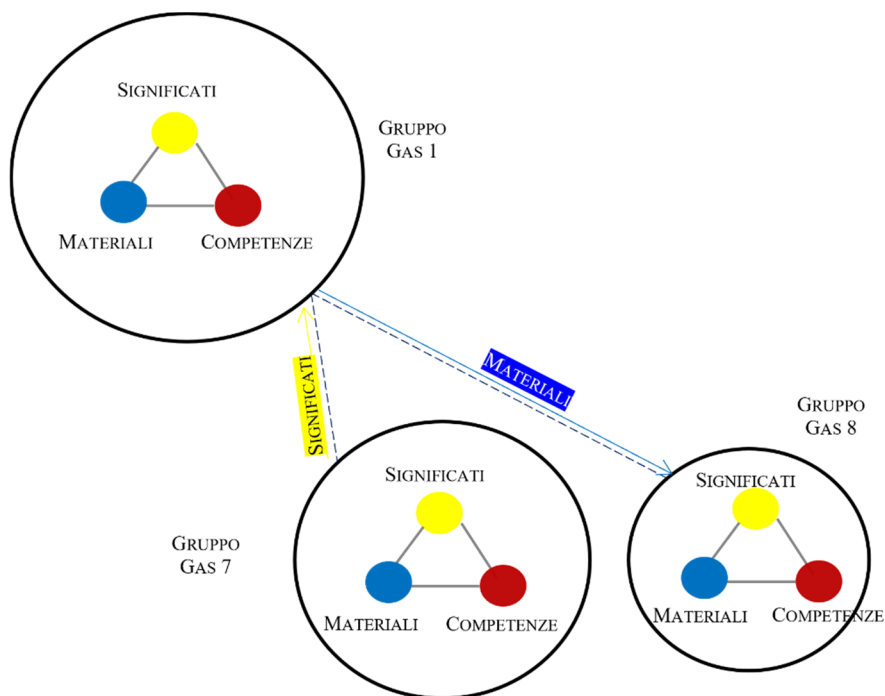 SIGNIFICATI
MATERIALI
COMPETENZE
GRUPPO
GAS 1
SIGNIFICATI
MATERIALI
GRUPPO
GAS 7
SIGNIFICATI
MATERIALI
COMPETENZE
GRUPPO
GAS 8
SIGNIFICATI
MATERIALI
COMPETENZE